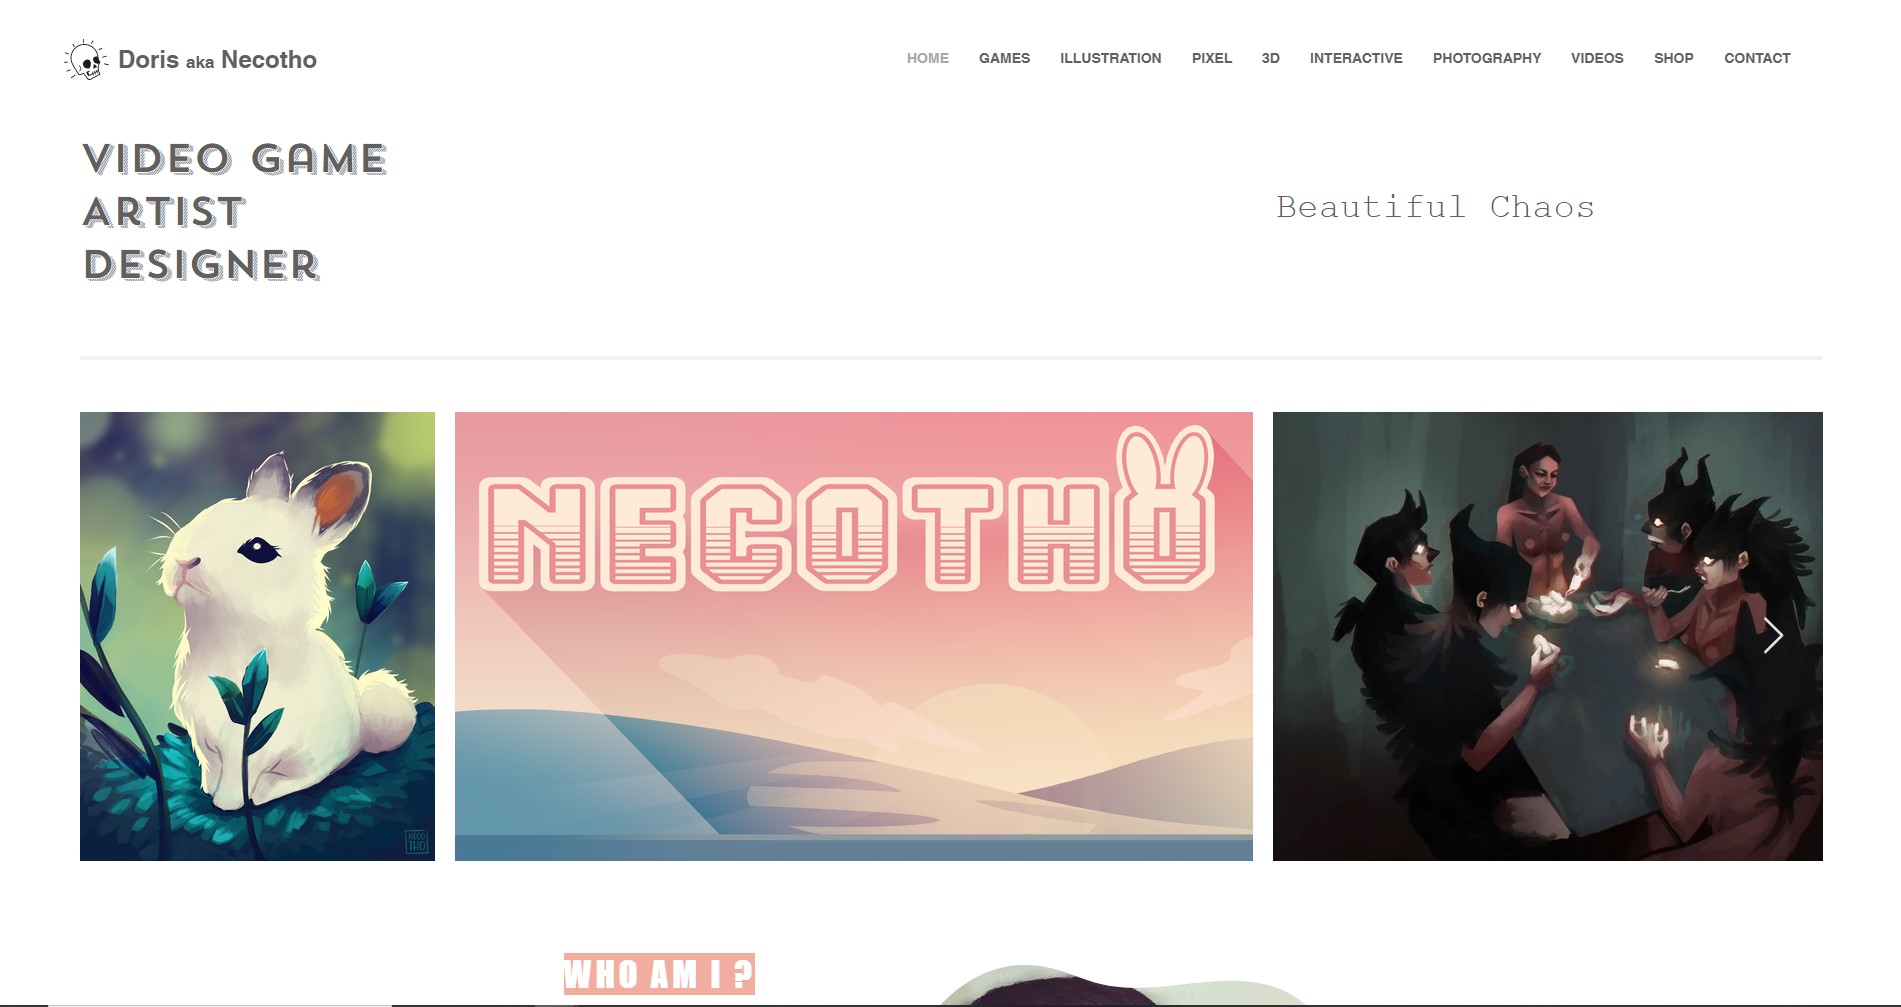 Doris aka Necotho
HOME GAMES ILLUSTRATION PIXEL 3D INTERACTIVE PHOTOGRAPHY VIDEOS SHOP CONTACT
VIDEO GAME
ARTIST
DESIGNER
Beautiful Chaos
NECOTHO
NECO
THO
WHO AM I ?